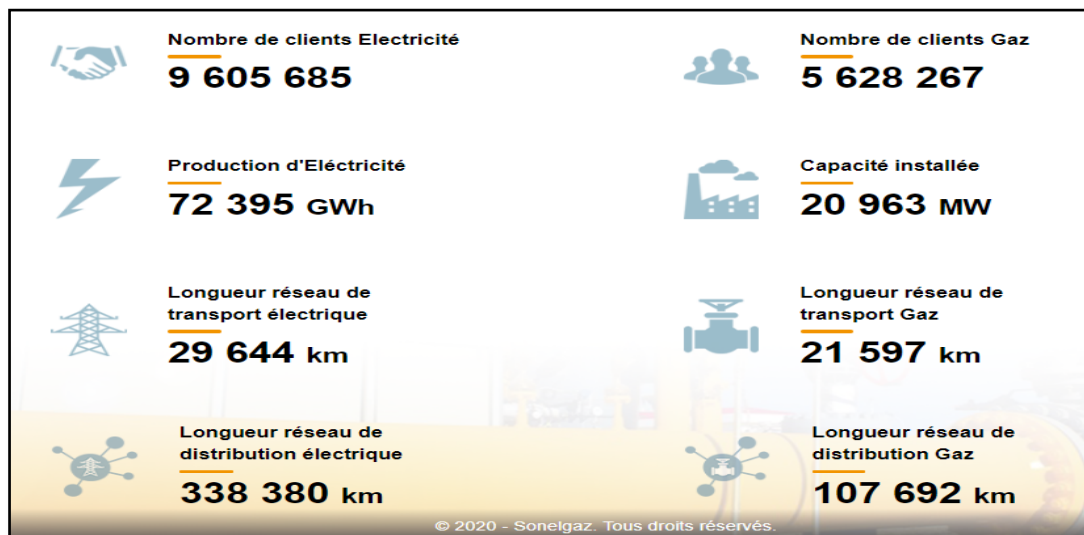 Nombre de clients Electricité
9 605 685
Nombre de clients Gaz
5 628 267
Production d'Eléctricité
72 395 GWh
Capacité installée
20 963 MW
Longueur réseau de
transport électrique
29 644 km
Longueur réseau de
transport Gaz
21 597 km
Longueur réseau de
distribution électrique
338 380 km
Longueur réseau de
distribution Gaz
107 692 km
© 2020 - Sonelgaz. Tous droits réservés.